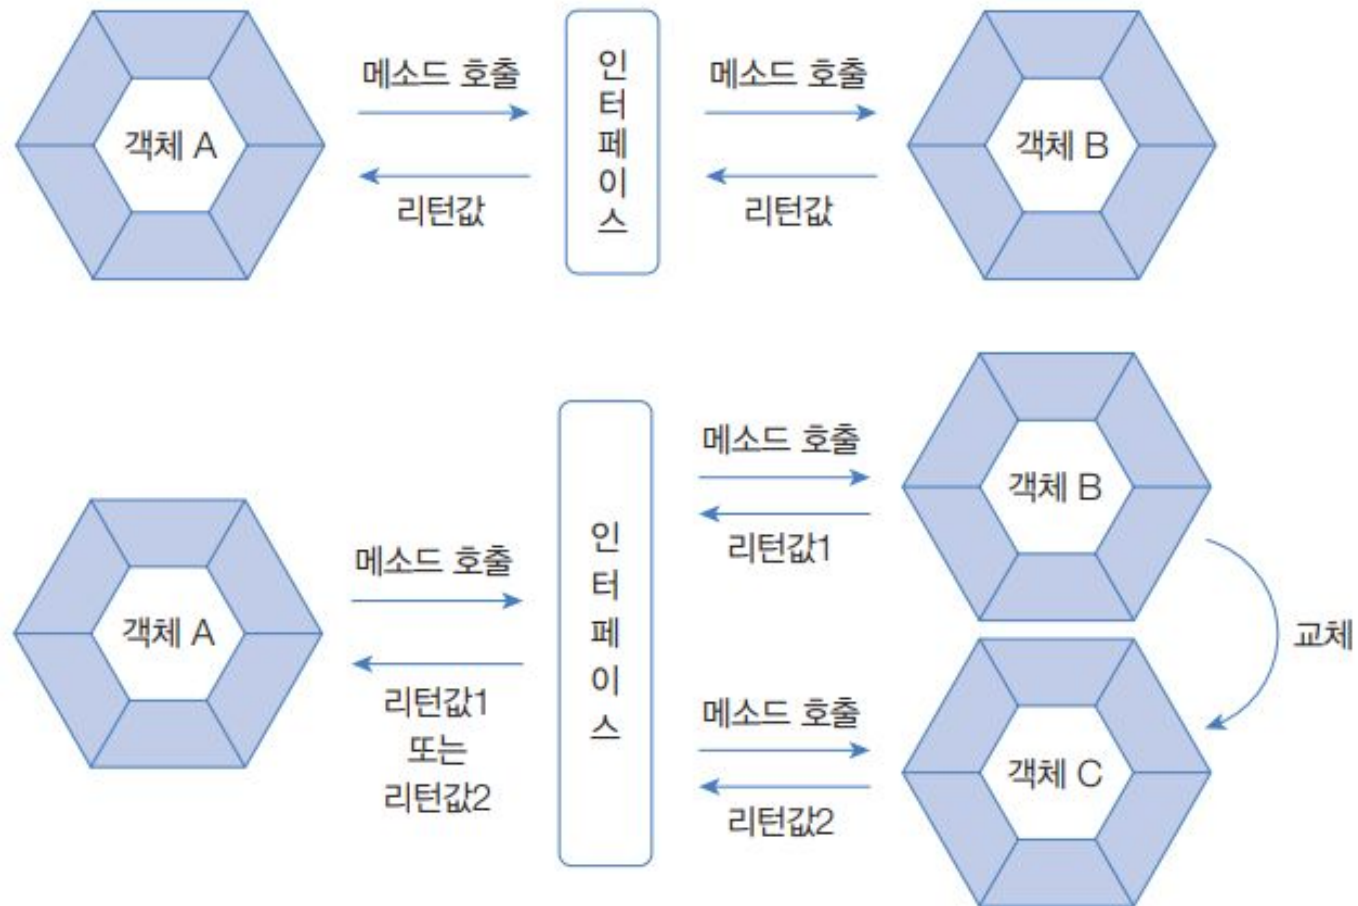 메소드 호출
메소드 호출
객체 A
인터페이스
객체 B
리턴값
리턴값
메소드 호출
객체 B
리턴값1
메소드 호출
객체 A
인터페이스
교체
리턴값1
또는
리턴값2
메소드 호출
객체 C
리턴값2